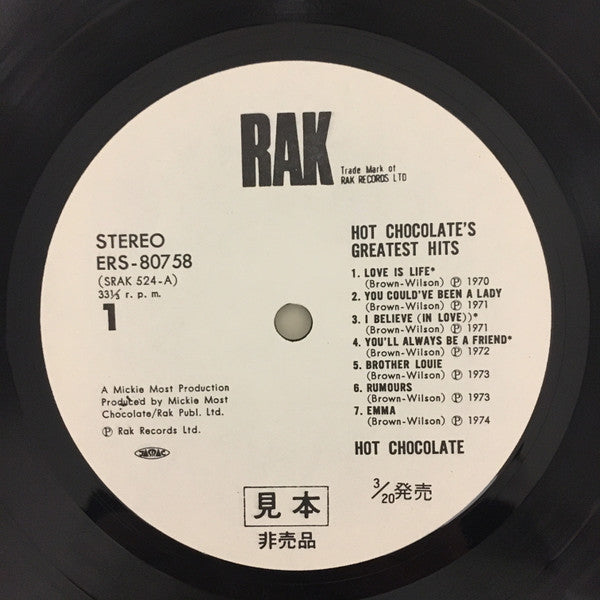 RAK
Trade Mark of
RAK RECORDS LTD
STEREO
ERS-80758
(SRAK 524-A)
33⅓ r. p. m.
1
HOT CHOCOLATE'S
GREATEST HITS
1. LOVE IS LIFE*
(Brown-Wilson) Ⓟ 1970
2. YOU COULD'VE BEEN A LADY
(Brown-Wilson) Ⓟ 1971
3. I BELIEVE (IN LOVE))*
(Brown-Wilson) Ⓟ 1971
4. YOU'LL ALWAYS BE A FRIEND*
(Brown-Wilson) Ⓟ 1972
5. BROTHER LOUIE
(Brown-Wilson) Ⓟ 1973
6. RUMOURS
(Brown-Wilson) Ⓟ 1973
7. EMMA
(Brown-Wilson) Ⓟ 1974
HOT CHOCOLATE
A Mickie Most Production
Produced by Mickie Most
Chocolate/Rak Publ. Ltd.
Ⓟ Rak Records Ltd.
JASRAC
3/20発売
見本
非売品